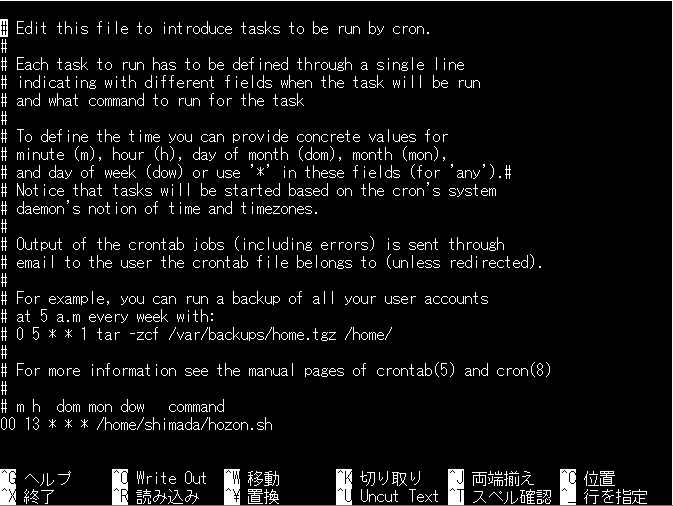 # Edit this file to introduce tasks to be run by cron.
#
# Each task to run has to be defined through a single line
# indicating with different fields when the task will be run
# and what command to run for the task
#
# To define the time you can provide concrete values for
# minute (m), hour (h), day of month (dom), month (mon),
# and day of week (dow) or use '*' in these fields (for 'any').#
# Notice that tasks will be started based on the cron's system
# daemon's notion of time and timezones.
#
# Output of the crontab jobs (including errors) is sent through
# email to the user the crontab file belongs to (unless redirected).
#
# For example, you can run a backup of all your user accounts
# at 5 a.m every week with:
# 0 5 * * 1 tar -zcf /var/backups/home.tgz /home/
#
# For more information see the manual pages of crontab(5) and cron(8)
#
# m h  dom mon dow   command
00 13 * * * /home/shimada/hozon.sh
^G ヘルプ ^O Write Out ^W 移動 ^K 切り取り ^J 両端揃え ^C 位置
^X 終了 ^R 読み込み ^¥ 置換 ^U Uncut Text ^T スペル確認 ^_ 行を指定